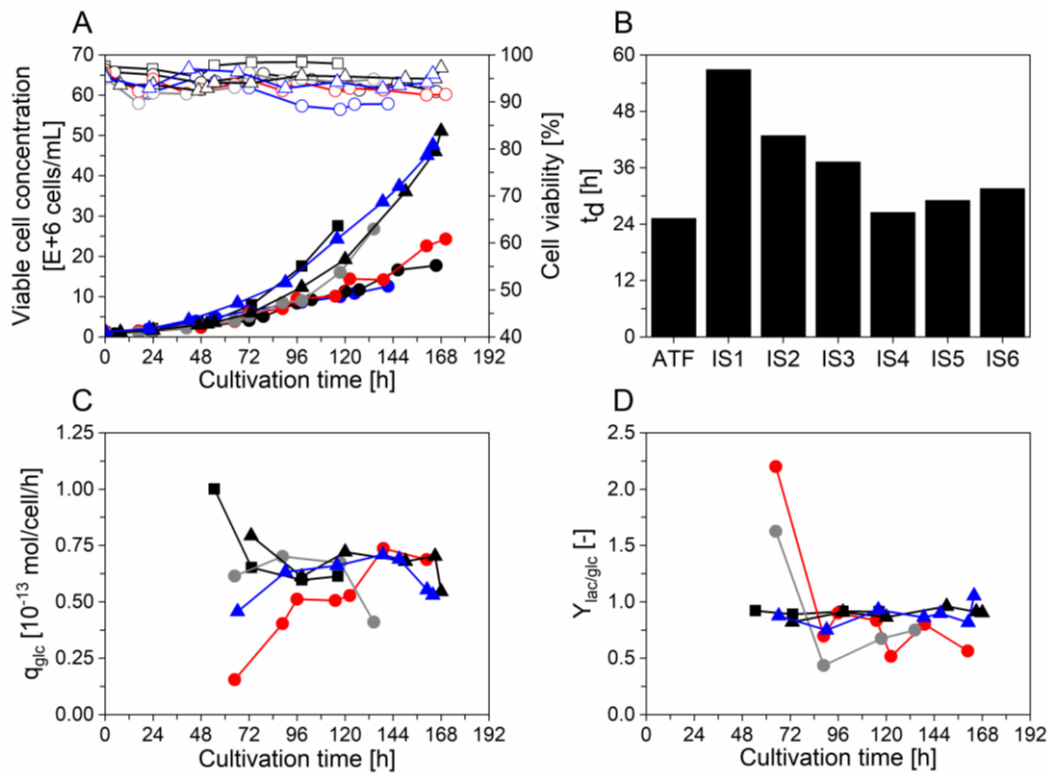 A
Viable cell concentration
[E+6 cells/mL]
70
60
50
40
30
20
10
0
100
90
80
70
60
50
40
Cell viability [%]
0 24 48 72 96 120 144 168 192
Cultivation time [h]
B
td [h]
60
48
36
24
12
0
ATF IS1 IS2 IS3 IS4 IS5 IS6
C
qglc [10-13 mol/cell/h]
1.25
1.00
0.75
0.50
0.25
0.00
0 24 48 72 96 120 144 168 192
Cultivation time [h]
D
Ylac/glc [-]
2.5
2.0
1.5
1.0
0.5
0.0
0 24 48 72 96 120 144 168 192
Cultivation time [h]